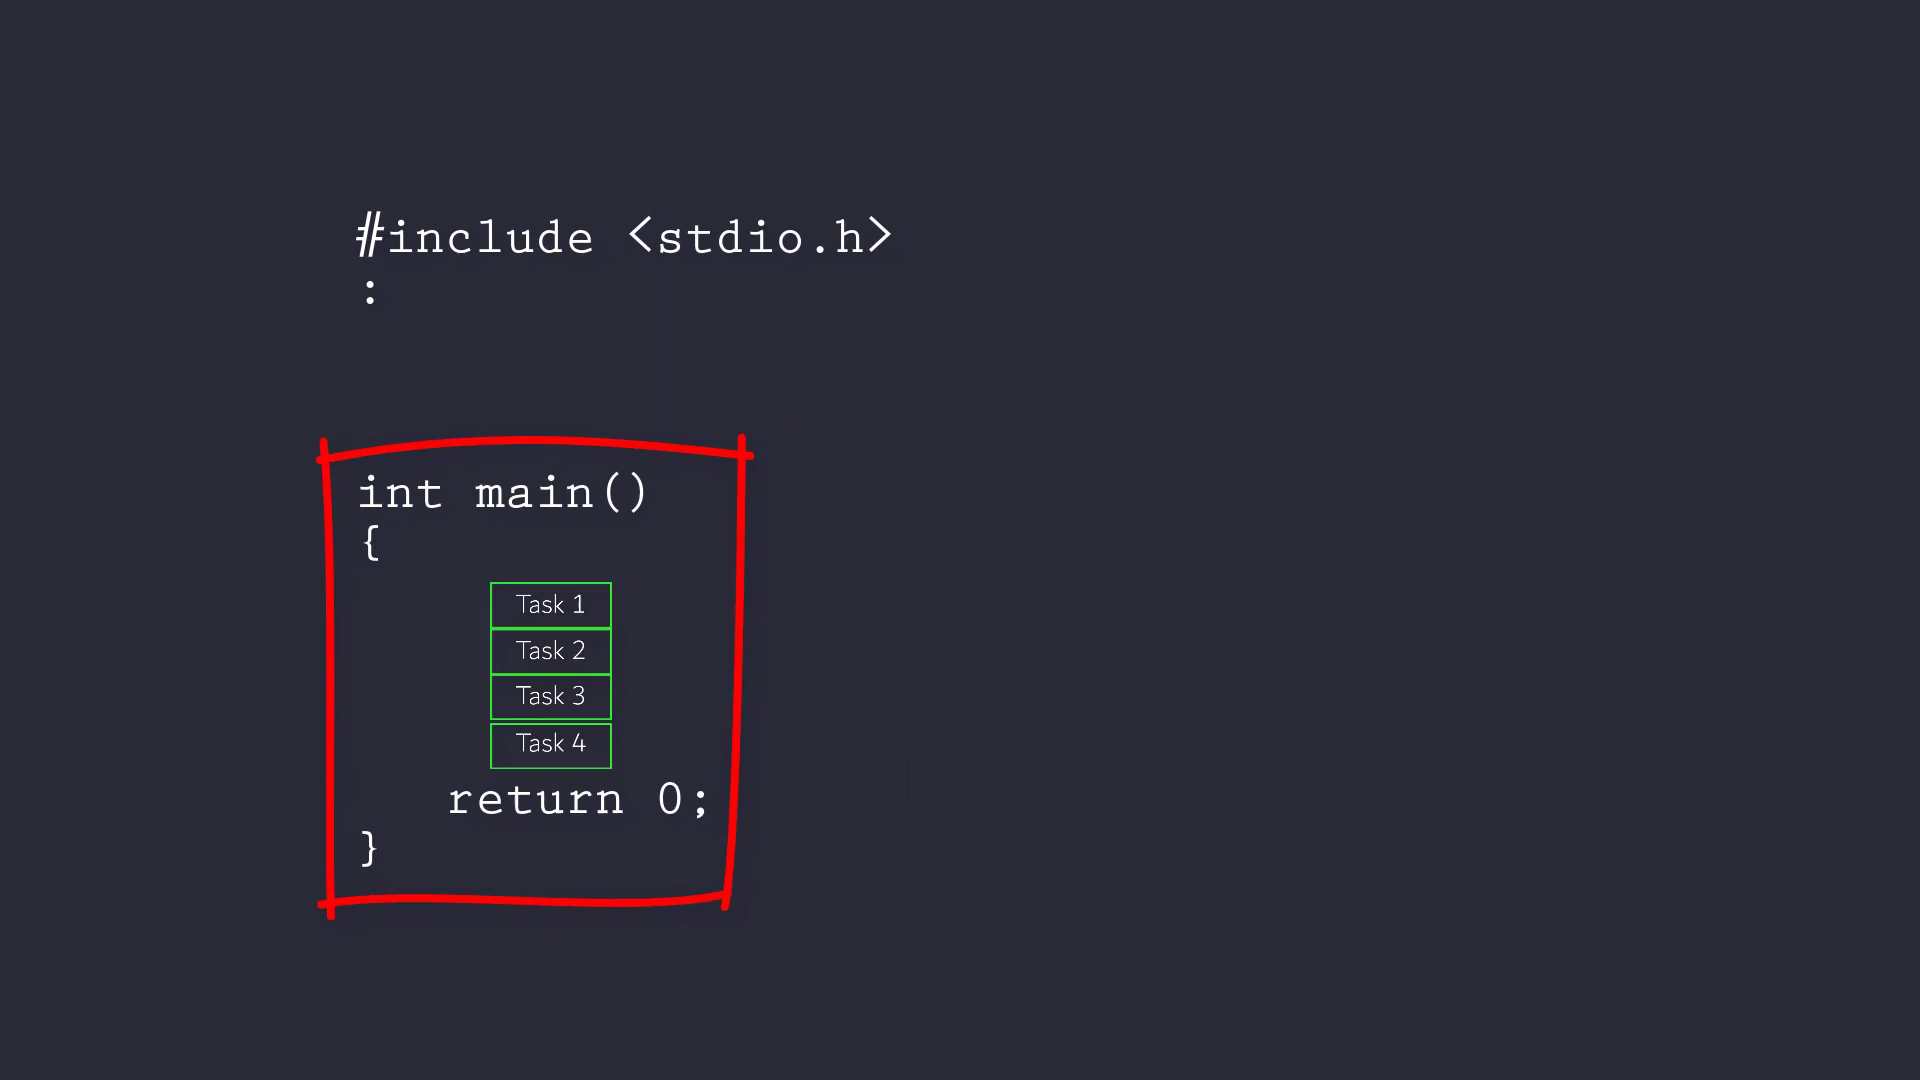 #include <stdio.h>
:
int main()
{
Task 1
Task 2
Task 3
Task 4
return 0;
}